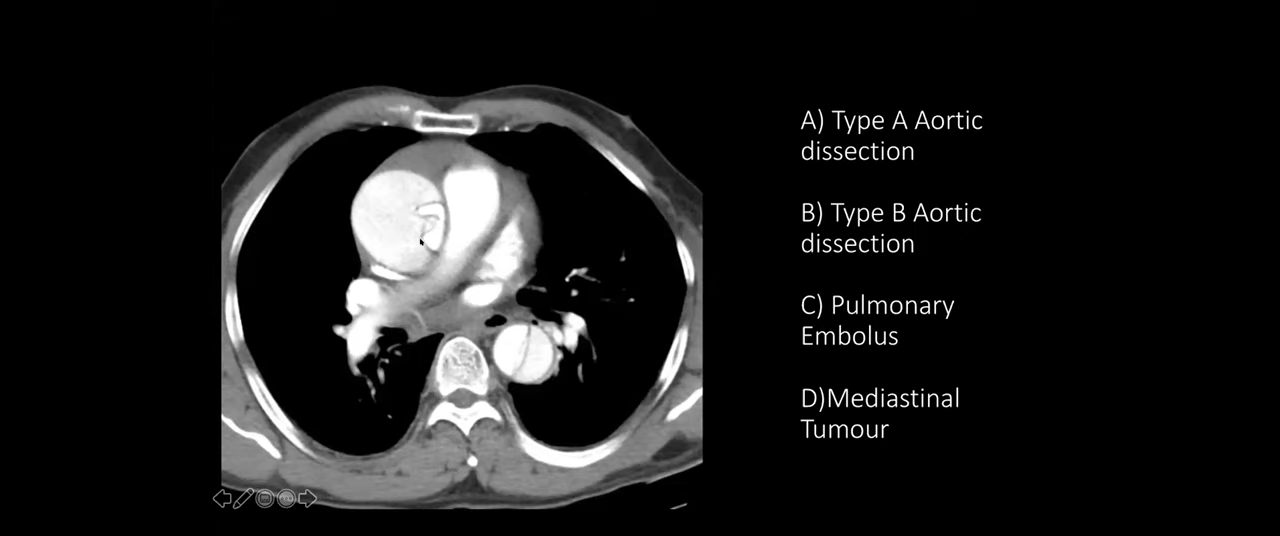 A) Type A Aortic
dissection
B) Type B Aortic
dissection
C) Pulmonary
Embolus
D)Mediastinal
Tumour